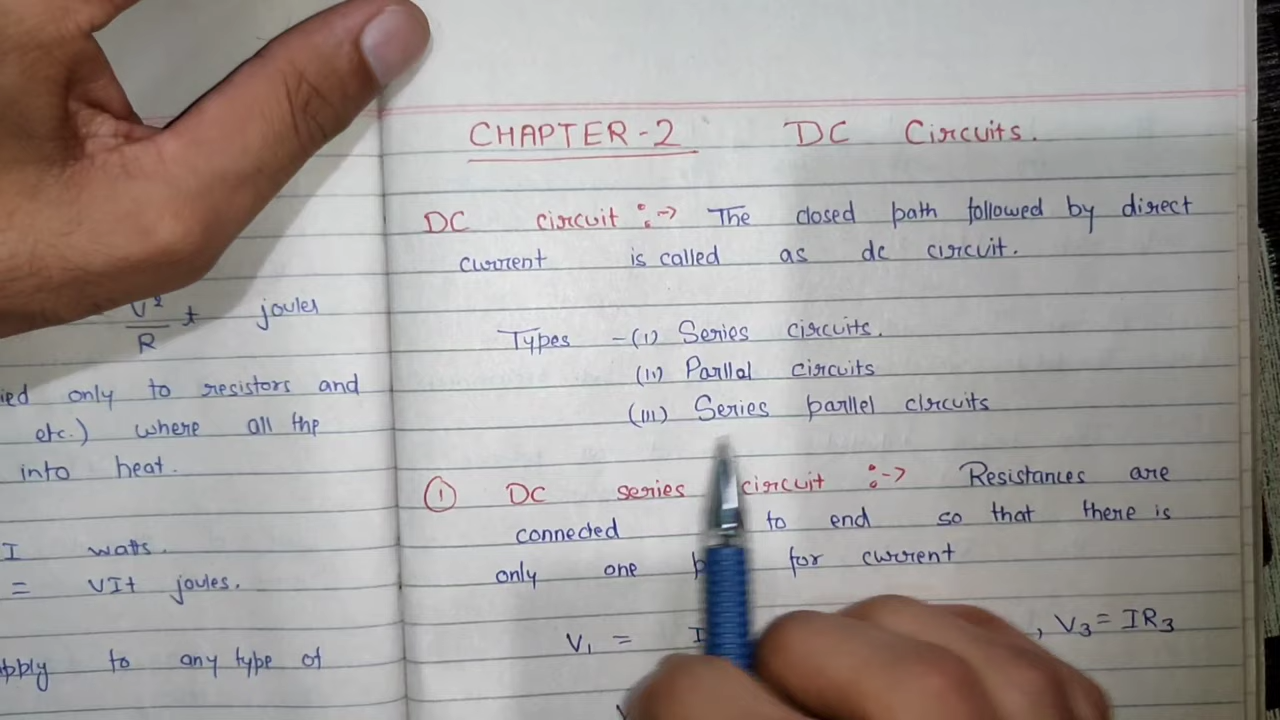 V²/R t joules
ied only to resistors and
etc.) where all the
into heat.
I watts.
= VIt joules.
apply to any type of
CHAPTER-2 DC Circuits.
DC circuit :-> The closed path followed by direct
current is called as dc circuit.
Types -(i) Series circuits.
(ii) Parllal circuits
(iii) Series parllel circuits
① DC series circuit :-> Resistances are
connected to end so that there is
only one for current
V₁ = I , V₃ = IR₃